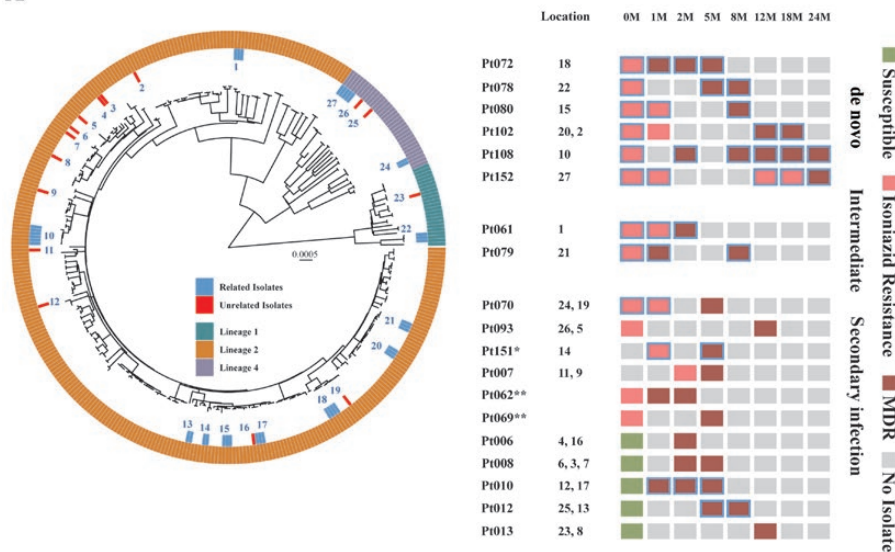 Location 0M 1M 2M 5M 8M 12M 18M 24M
Pt072 18
Pt078 22
Pt080 15
Pt102 20, 2
Pt108 10
Pt152 27
Pt061 1
Pt079 21
Pt070 24, 19
Pt093 26, 5
Pt151* 14
Pt007 11, 9
Pt062**
Pt069**
Pt006 4, 16
Pt008 6, 3, 7
Pt010 12, 17
Pt012 25, 13
Pt013 23, 8
de novo
Intermediate
Secondary infection
Susceptible
Isoniazid Resistance
MDR
No Isolate
1
2
3
4
5
6
7
8
9
10
11
12
13
14
15
16
17
18
19
20
21
22
23
24
25
26
27
0.0005
Related Isolates
Unrelated Isolates
Lineage 1
Lineage 2
Lineage 4